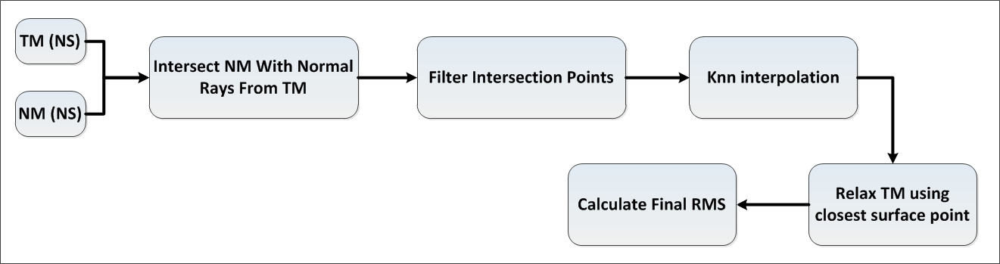 TM (NS)
NM (NS)
Intersect NM With Normal
Rays From TM
Filter Intersection Points
Knn interpolation
Relax TM using
closest surface point
Calculate Final RMS